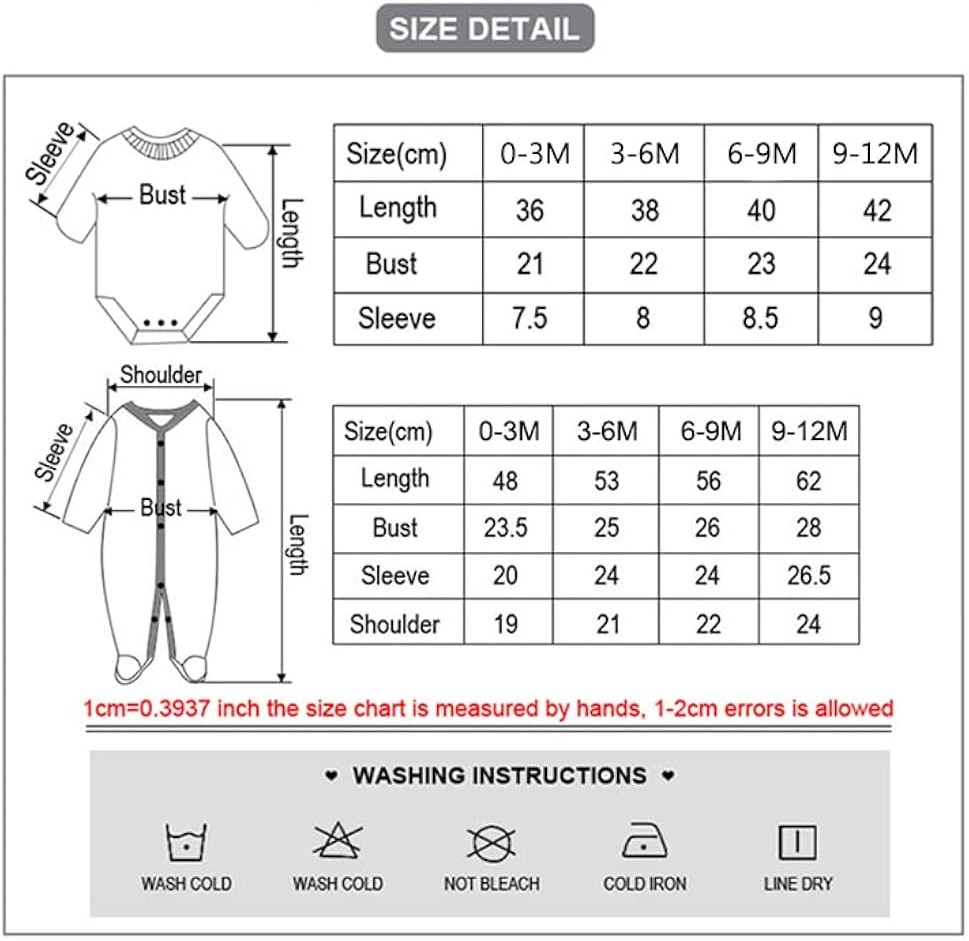 SIZE DETAIL
Sleeve
Bust
Length
Size(cm) 0-3M 3-6M 6-9M 9-12M
Length 36 38 40 42
Bust 21 22 23 24
Sleeve 7.5 8 8.5 9
Shoulder
Sleeve
Bust
Length
Size(cm) 0-3M 3-6M 6-9M 9-12M
Length 48 53 56 62
Bust 23.5 25 26 28
Sleeve 20 24 24 26.5
Shoulder 19 21 22 24
1cm=0.3937 inch the size chart is measured by hands, 1-2cm errors is allowed
WASHING INSTRUCTIONS
WASH COLD WASH COLD NOT BLEACH COLD IRON LINE DRY